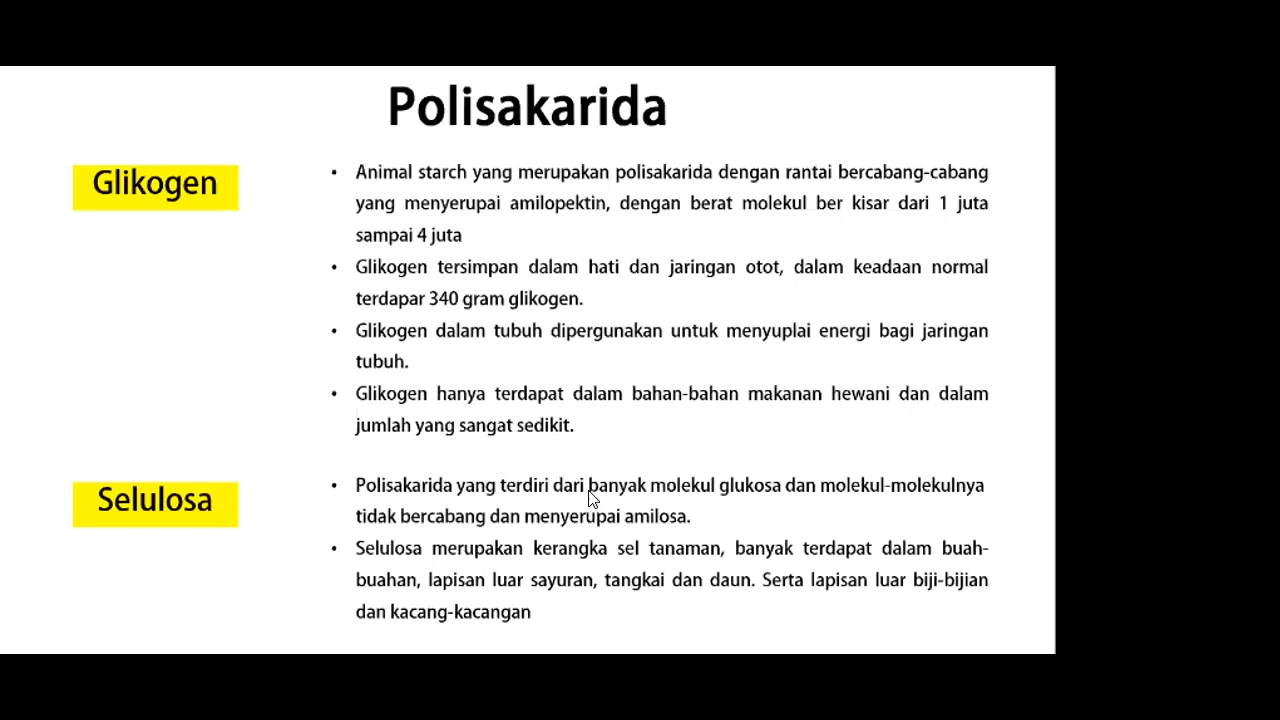 Polisakarida
Glikogen
• Animal starch yang merupakan polisakarida dengan rantai bercabang-cabang
yang menyerupai amilopektin, dengan berat molekul ber kisar dari 1 juta
sampai 4 juta
• Glikogen tersimpan dalam hati dan jaringan otot, dalam keadaan normal
terdapar 340 gram glikogen.
• Glikogen dalam tubuh dipergunakan untuk menyuplai energi bagi jaringan
tubuh.
• Glikogen hanya terdapat dalam bahan-bahan makanan hewani dan dalam
jumlah yang sangat sedikit.
Selulosa
• Polisakarida yang terdiri dari banyak molekul glukosa dan molekul-molekulnya
tidak bercabang dan menyerupai amilosa.
• Selulosa merupakan kerangka sel tanaman, banyak terdapat dalam buah-
buahan, lapisan luar sayuran, tangkai dan daun. Serta lapisan luar biji-bijian
dan kacang-kacangan